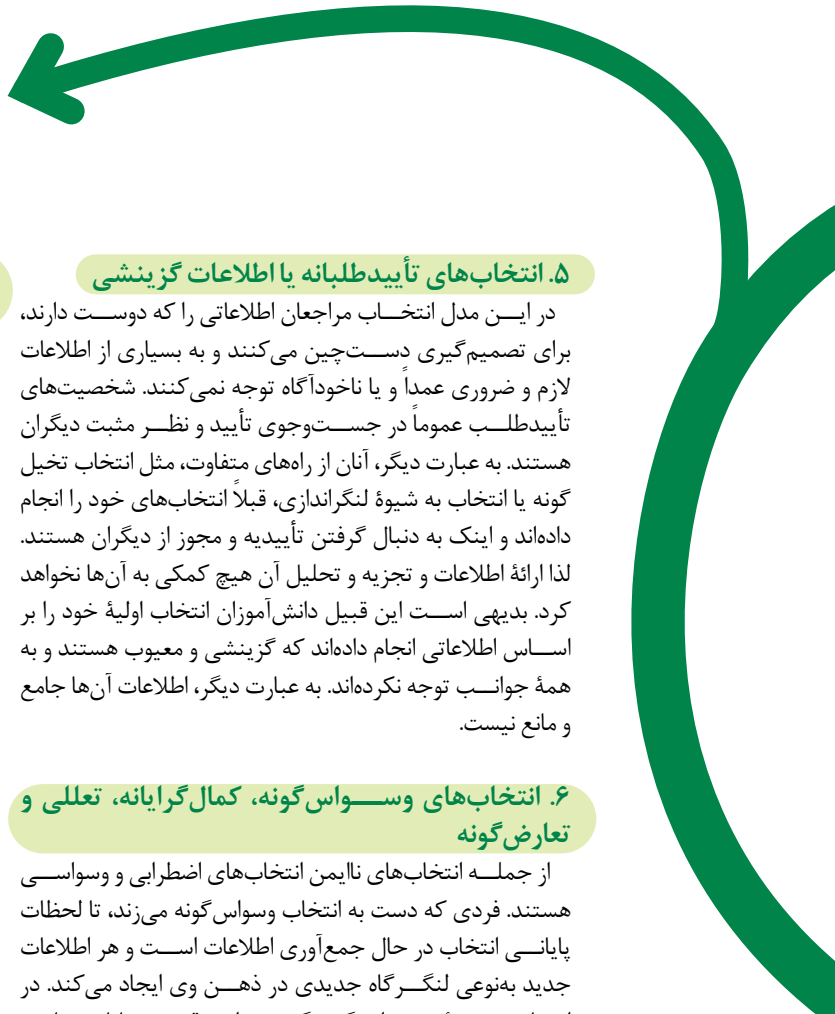 ۵. انتخاب‌های تأییدطلبانه یا اطلاعات گزینشی
در ایـــن مدل انتخـــاب مراجعان اطلاعاتی را که دوســـت دارند،
برای تصمیم‌گیری دســـت‌چین می‌کنند و به بسیاری از اطلاعات
لازم و ضروری عمداً و یا ناخودآگاه توجه نمی‌کنند. شخصیت‌های
تأییدطلـــب عموماً در جســـت‌وجوی تأیید و نظـــر مثبت دیگران
هستند. به عبارت دیگر، آنان از راه‌های متفاوت، مثل انتخاب تخیل
گونه یا انتخاب به شیوۀ لنگراندازی، قبلاً انتخاب‌های خود را انجام
داده‌اند و اینک به دنبال گرفتن تأییدیه و مجوز از دیگران هستند.
لذا ارائۀ اطلاعات و تجزیه و تحلیل آن هیچ کمکی به آن‌ها نخواهد
کرد. بدیهی اســـت این قبیل دانش‌آموزان انتخاب اولیۀ خود را بر
اســـاس اطلاعاتی انجام داده‌اند که گزینشی و معیوب هستند و به
همۀ جوانـــب توجه نکرده‌اند. به عبارت دیگر، اطلاعات آن‌ها جامع
و مانع نیست.
۶. انتخاب‌های وســـواس‌گونه، کمال‌گرایانه، تعللی و
تعارض‌گونه
از جملـــه انتخاب‌های ناایمن انتخاب‌های اضطرابی و وسواســـی
هستند. فردی که دست به انتخاب وسواس‌گونه می‌زند، تا لحظات
پایانـــی انتخاب در حال جمع‌آوری اطلاعات اســـت و هر اطلاعات
جدید به‌نوعی لنگـــرگاه جدیدی در ذهـــن وی ایجاد می‌کند. در